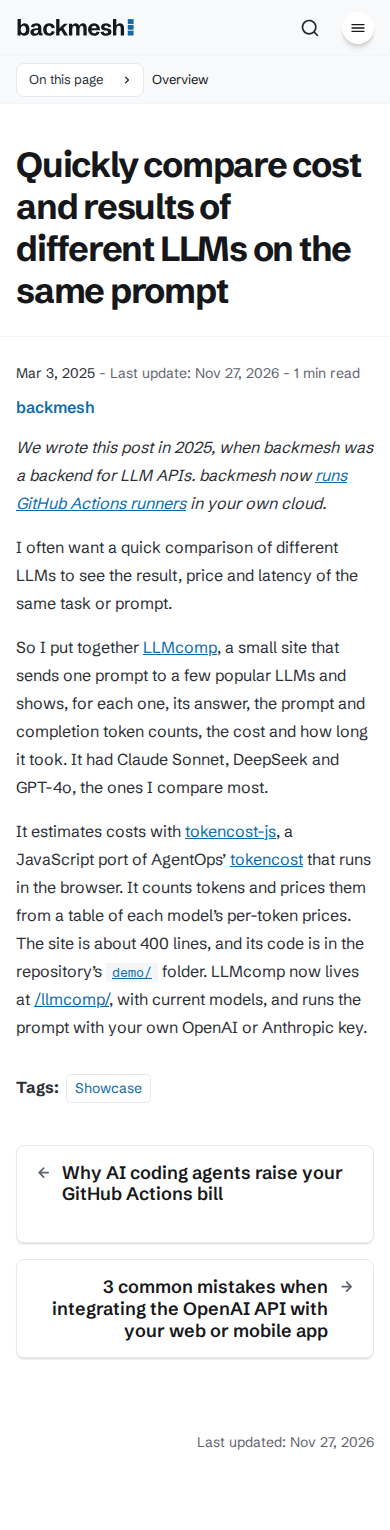 backmesh
On this page
Overview
Quickly compare cost
and results of
different LLMs on the
same prompt
Mar 3, 2025 - Last update: Nov 27, 2026 - 1 min read
backmesh
We wrote this post in 2025, when backmesh was
a backend for LLM APIs. backmesh now runs
GitHub Actions runners in your own cloud.
I often want a quick comparison of different
LLMs to see the result, price and latency of the
same task or prompt.
So I put together LLMcomp, a small site that
sends one prompt to a few popular LLMs and
shows, for each one, its answer, the prompt and
completion token counts, the cost and how long
it took. It had Claude Sonnet, DeepSeek and
GPT-4o, the ones I compare most.
It estimates costs with tokencost-js, a
JavaScript port of AgentOps’ tokencost that runs
in the browser. It counts tokens and prices them
from a table of each model’s per-token prices.
The site is about 400 lines, and its code is in the
repository’s demo/ folder. LLMcomp now lives
at /llmcomp/, with current models, and runs the
prompt with your own OpenAI or Anthropic key.
Tags: Showcase
Why AI coding agents raise your
GitHub Actions bill
3 common mistakes when
integrating the OpenAI API with
your web or mobile app
Last updated: Nov 27, 2026